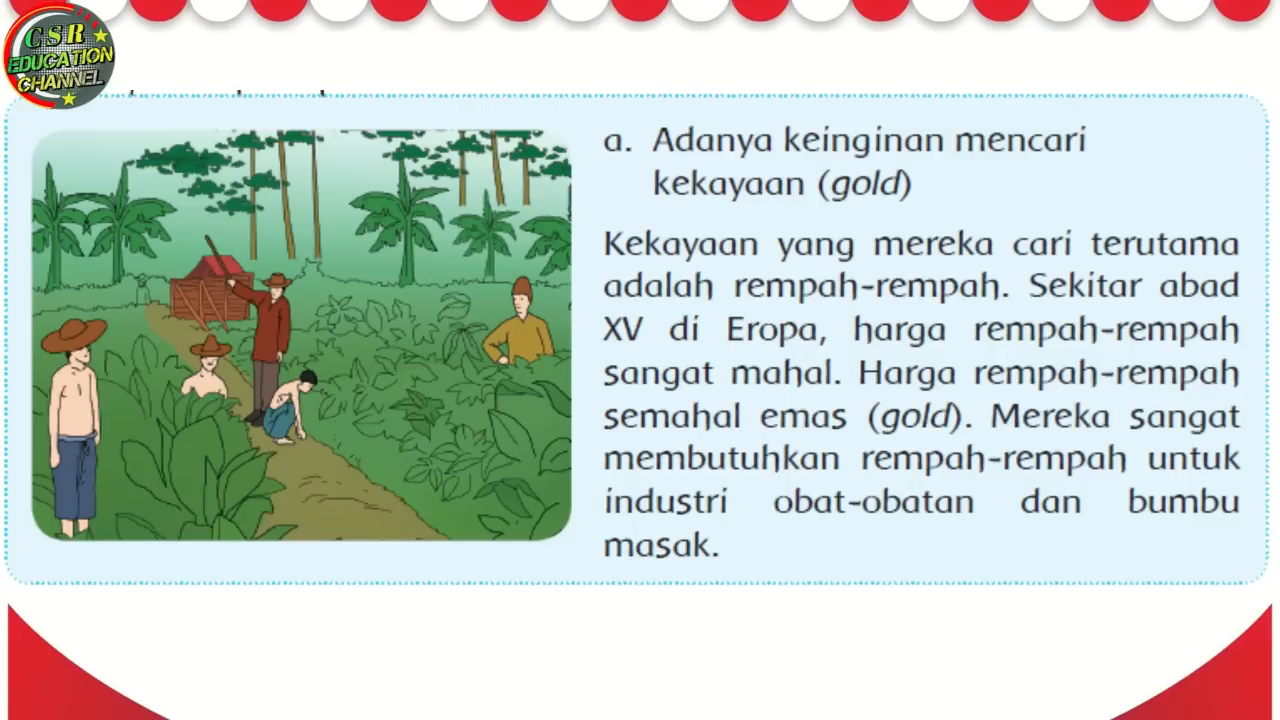 CSR
EDUCATION
CHANNEL
a. Adanya keinginan mencari
kekayaan (gold)
Kekayaan yang mereka cari terutama
adalah rempah-rempah. Sekitar abad
XV di Eropa, harga rempah-rempah
sangat mahal. Harga rempah-rempah
semahal emas (gold). Mereka sangat
membutuhkan rempah-rempah untuk
industri obat-obatan dan bumbu
masak.